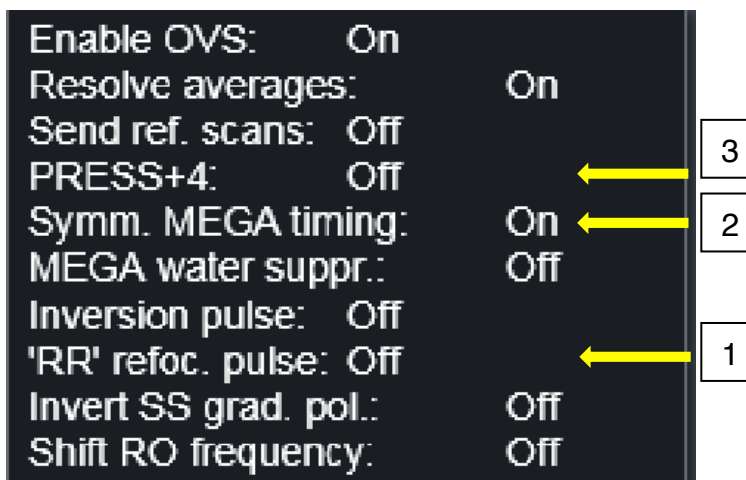 Enable OVS: On
Resolve averages: On
Send ref. scans: Off
PRESS+4: Off
3
Symm. MEGA timing: On
2
MEGA water suppr.: Off
Inversion pulse: Off
'RR' refoc. pulse: Off
1
Invert SS grad. pol.: Off
Shift RO frequency: Off